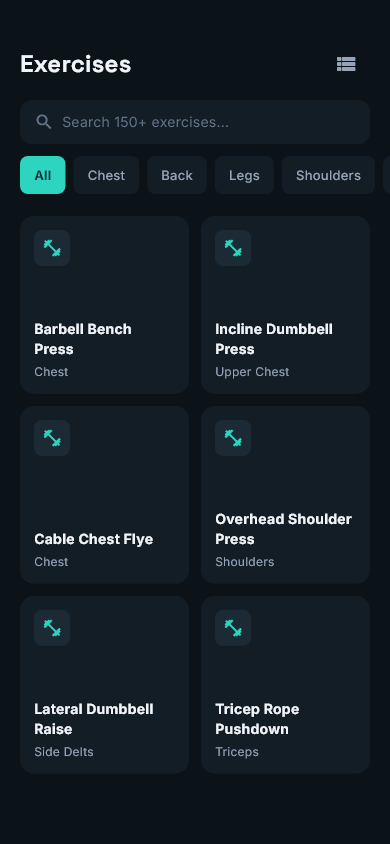 Exercises
Search 150+ exercises...
All
Chest
Back
Legs
Shoulders
Barbell Bench
Press
Chest
Incline Dumbbell
Press
Upper Chest
Cable Chest Flye
Chest
Overhead Shoulder
Press
Shoulders
Lateral Dumbbell
Raise
Side Delts
Tricep Rope
Pushdown
Triceps